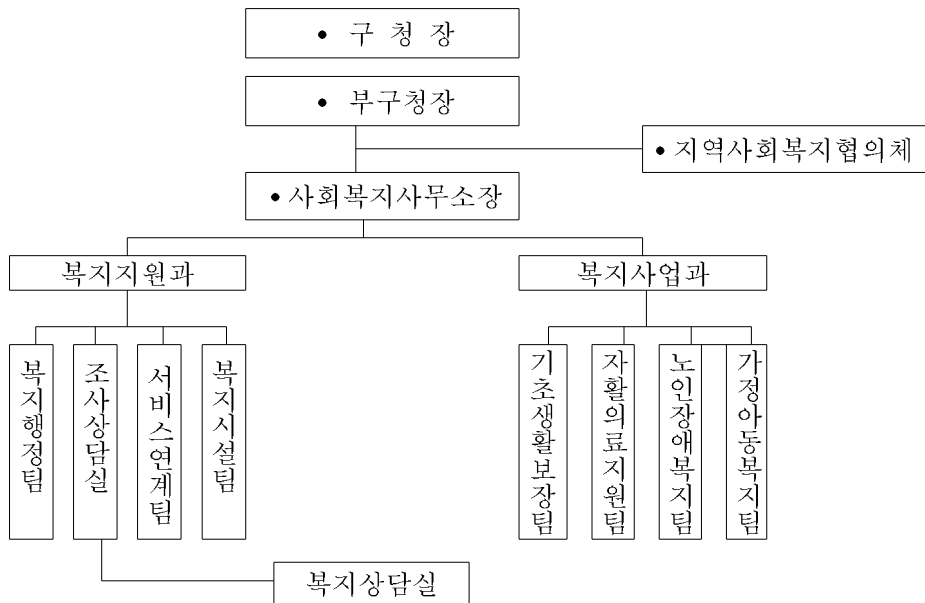 • 구 청 장
• 부구청장
• 지역사회복지협의체
• 사회복지사무소장
복지지원과
복지사업과
복지행정팀
조사상담실
서비스연계팀
복지시설팀
기초생활보장팀
자활의료지원팀
노인장애복지팀
가정아동복지팀
복지상담실